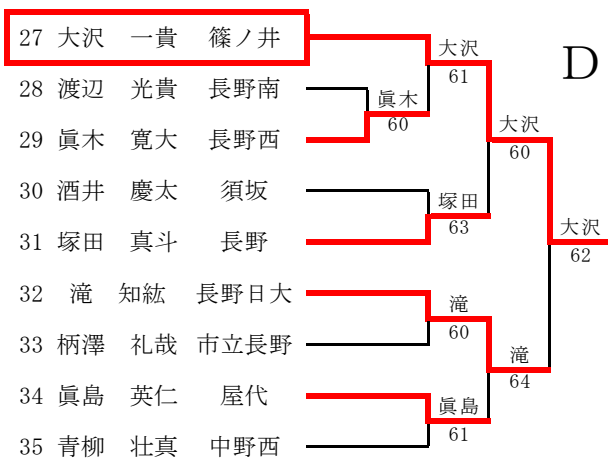 27 大沢 一貴 篠ノ井
28 渡辺 光貴 長野南
29 眞木 寛大 長野西
30 酒井 慶太 須坂
31 塚田 真斗 長野
32 滝 知紘 長野日大
33 柄澤 礼哉 市立長野
34 眞島 英仁 屋代
35 青柳 壮真 中野西
眞木
60
大沢
61
塚田
63
滝
60
眞島
61
大沢
60
滝
64
大沢
62
D